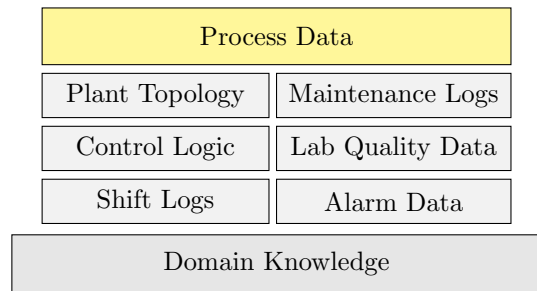 Process Data
Plant Topology
Maintenance Logs
Control Logic
Lab Quality Data
Shift Logs
Alarm Data
Domain Knowledge